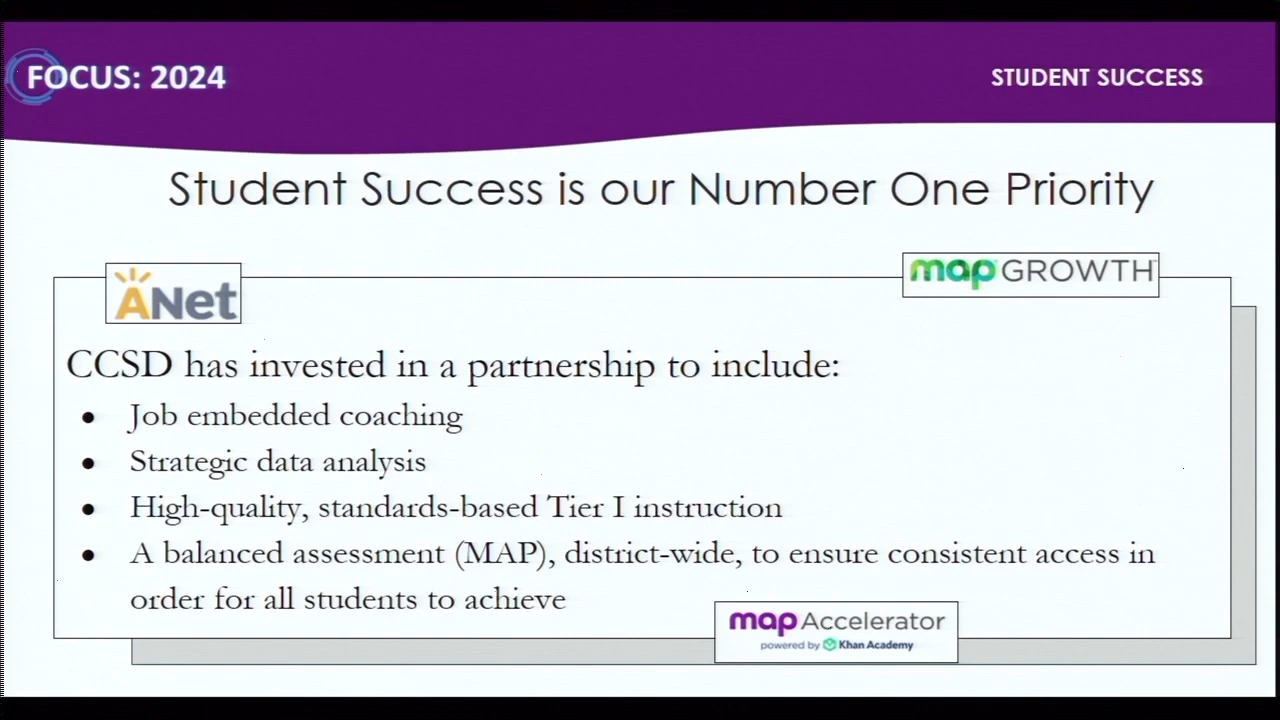 FOCUS: 2024
STUDENT SUCCESS
Student Success is our Number One Priority
ANet
map GROWTH
CCSD has invested in a partnership to include:
● Job embedded coaching
● Strategic data analysis
● High-quality, standards-based Tier I instruction
● A balanced assessment (MAP), district-wide, to ensure consistent access in
order for all students to achieve
map Accelerator
powered by Khan Academy